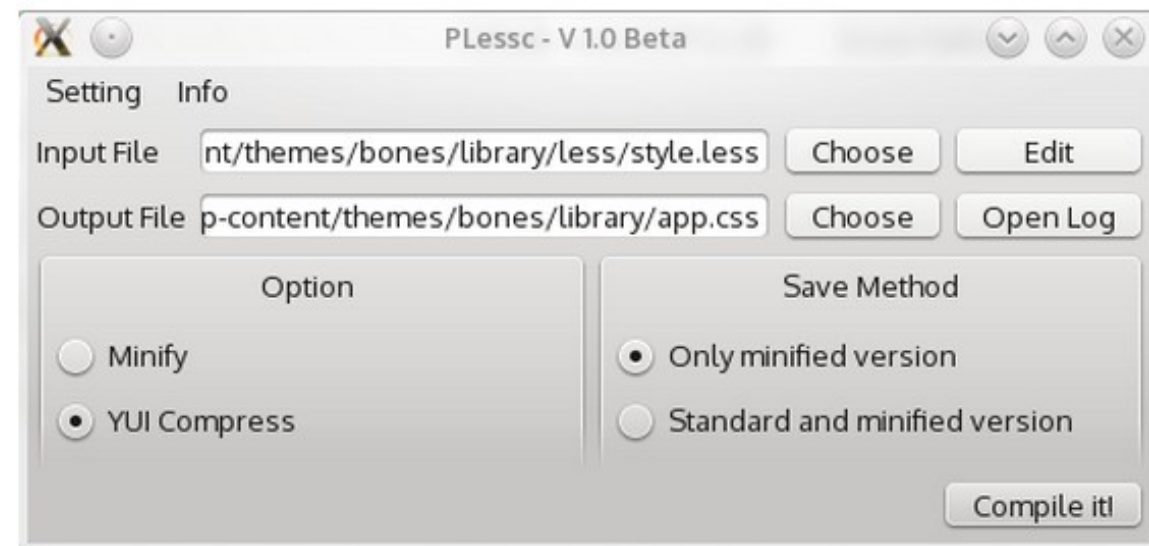 PLessc - V 1.0 Beta
Setting Info
Input File nt/themes/bones/library/less/style.less Choose Edit
Output File p-content/themes/bones/library/app.css Choose Open Log
Option Save Method
Minify Only minified version
YUI Compress Standard and minified version
Compile it!